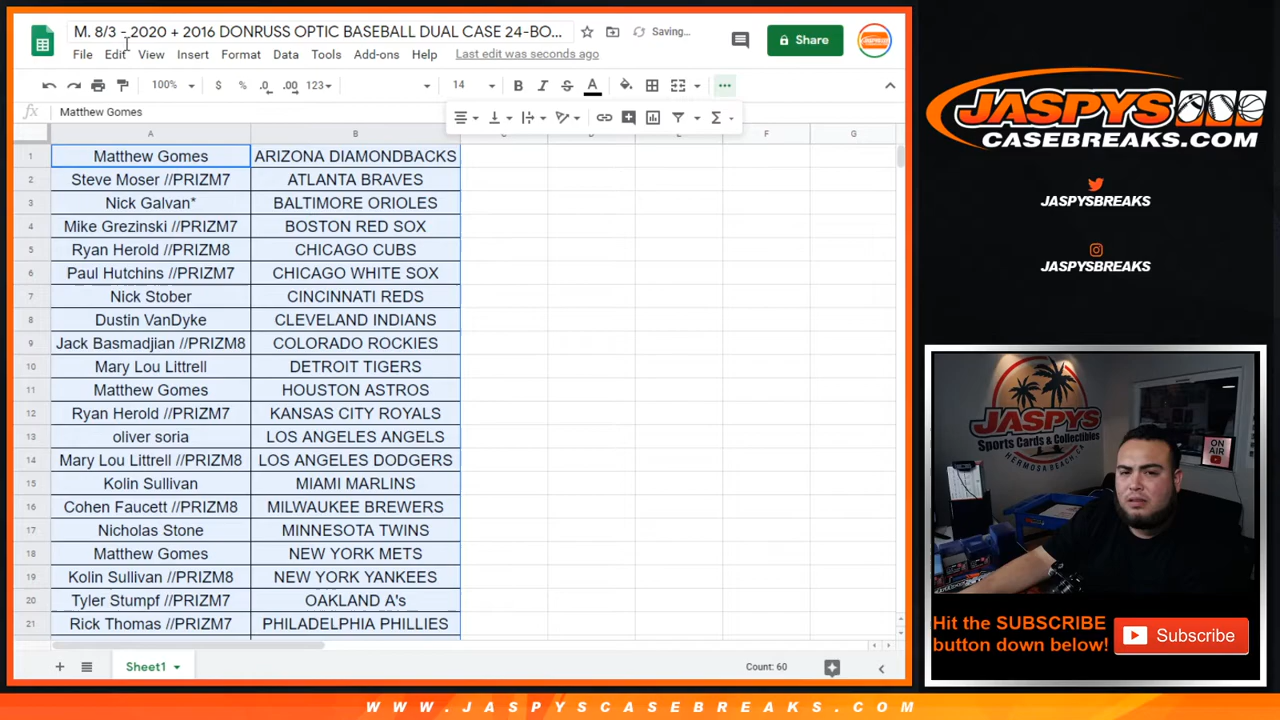 M. 8/3 - 2020 + 2016 DONRUSS OPTIC BASEBALL DUAL CASE 24-BO...
Saving...
Share
File Edit View Insert Format Data Tools Add-ons Help Last edit was seconds ago
100% $ % .0 .00 123 14 B I S A
fx Matthew Gomes
A B C D E F G
1 Matthew Gomes ARIZONA DIAMONDBACKS
2 Steve Moser //PRIZM7 ATLANTA BRAVES
3 Nick Galvan* BALTIMORE ORIOLES
4 Mike Grezinski //PRIZM7 BOSTON RED SOX
5 Ryan Herold //PRIZM8 CHICAGO CUBS
6 Paul Hutchins //PRIZM7 CHICAGO WHITE SOX
7 Nick Stober CINCINNATI REDS
8 Dustin VanDyke CLEVELAND INDIANS
9 Jack Basmadjian //PRIZM8 COLORADO ROCKIES
10 Mary Lou Littrell DETROIT TIGERS
11 Matthew Gomes HOUSTON ASTROS
12 Ryan Herold //PRIZM7 KANSAS CITY ROYALS
13 oliver soria LOS ANGELES ANGELS
14 Mary Lou Littrell //PRIZM8 LOS ANGELES DODGERS
15 Kolin Sullivan MIAMI MARLINS
16 Cohen Faucett //PRIZM8 MILWAUKEE BREWERS
17 Nicholas Stone MINNESOTA TWINS
18 Matthew Gomes NEW YORK METS
19 Kolin Sullivan //PRIZM8 NEW YORK YANKEES
20 Tyler Stumpf //PRIZM7 OAKLAND A's
21 Rick Thomas //PRIZM7 PHILADELPHIA PHILLIES
Sheet1
Count: 60
JASPYS
CASEBREAKS.COM
JASPYSBREAKS
JASPYSBREAKS
JASPYS
Sports Cards & Collectibles
HERMOSA BEACH, CA
ON AIR
Hit the SUBSCRIBE
button down below!
Subscribe
WWW.JASPYSCASEBREAKS.COM